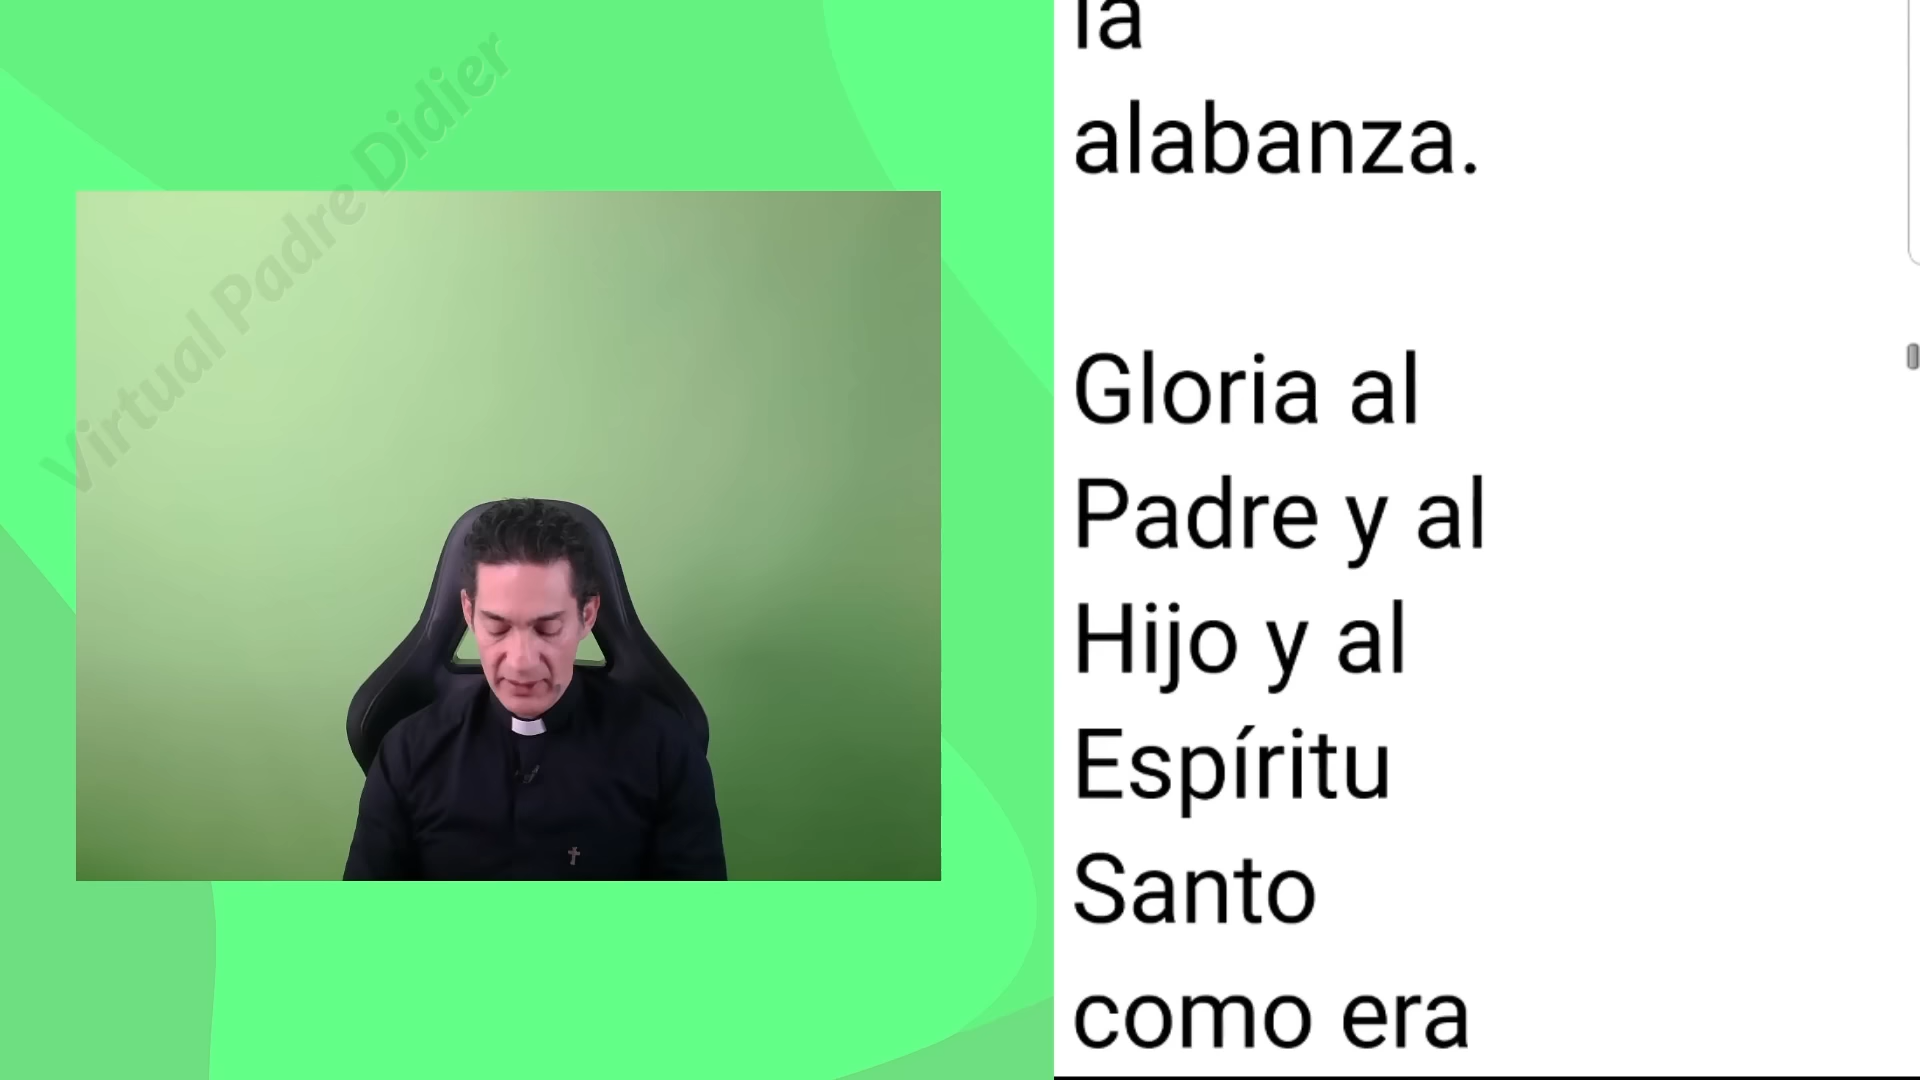 Virtual Padre Didier
la
alabanza.
Gloria al
Padre y al
Hijo y al
Espíritu
Santo
como era